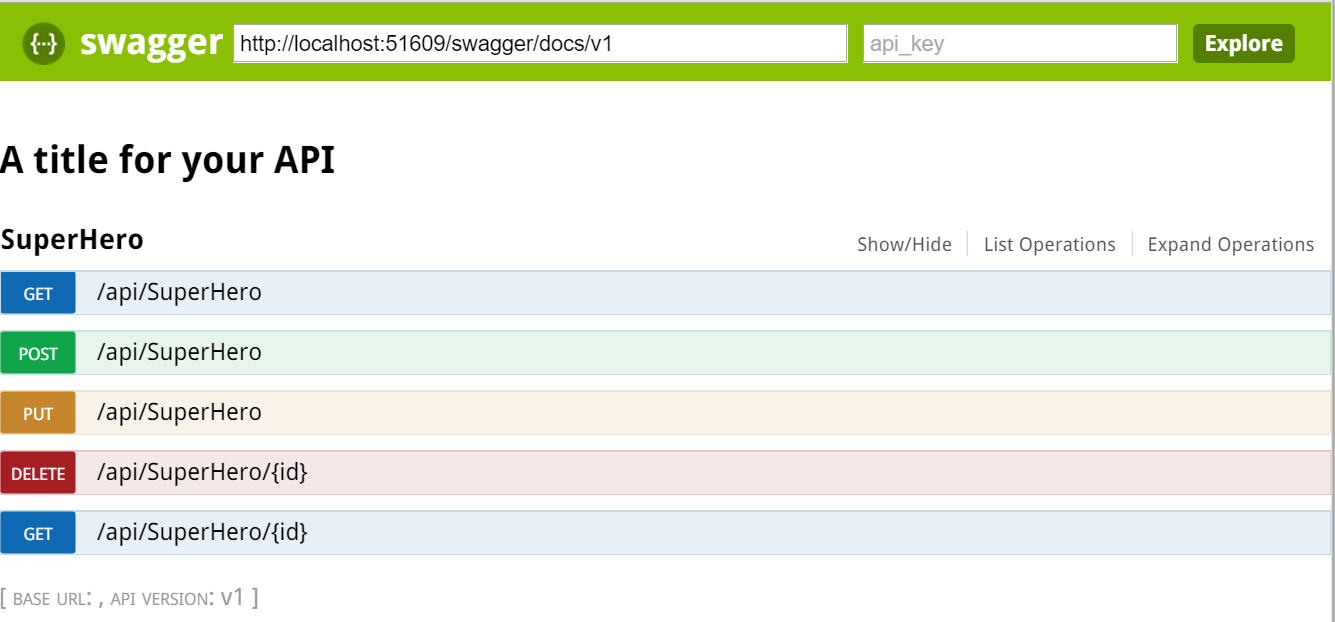 {···} swagger http://localhost:51609/swagger/docs/v1 api_key Explore
A title for your API
SuperHero Show/Hide List Operations Expand Operations
GET /api/SuperHero
POST /api/SuperHero
PUT /api/SuperHero
DELETE /api/SuperHero/{id}
GET /api/SuperHero/{id}
[ BASE URL: , API VERSION: v1 ]